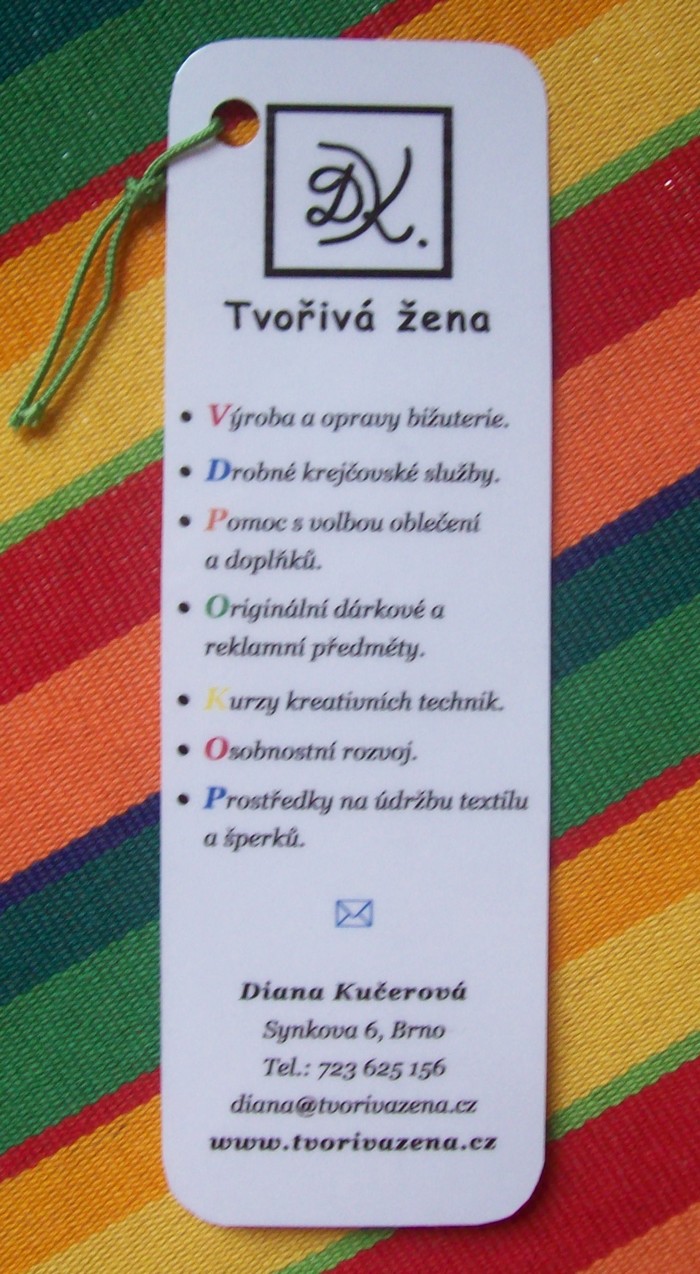 DK.
Tvořivá žena
• Výroba a opravy bižuterie.
• Drobné krejčovské služby.
• Pomoc s volbou oblečení
a doplňků.
• Originální dárkové a
reklamní předměty.
• Kurzy kreativních technik.
• Osobnostní rozvoj.
• Prostředky na údržbu textilu
a šperků.
Diana Kučerová
Synkova 6, Brno
Tel.: 723 625 156
diana@tvorivazena.cz
www.tvorivazena.cz